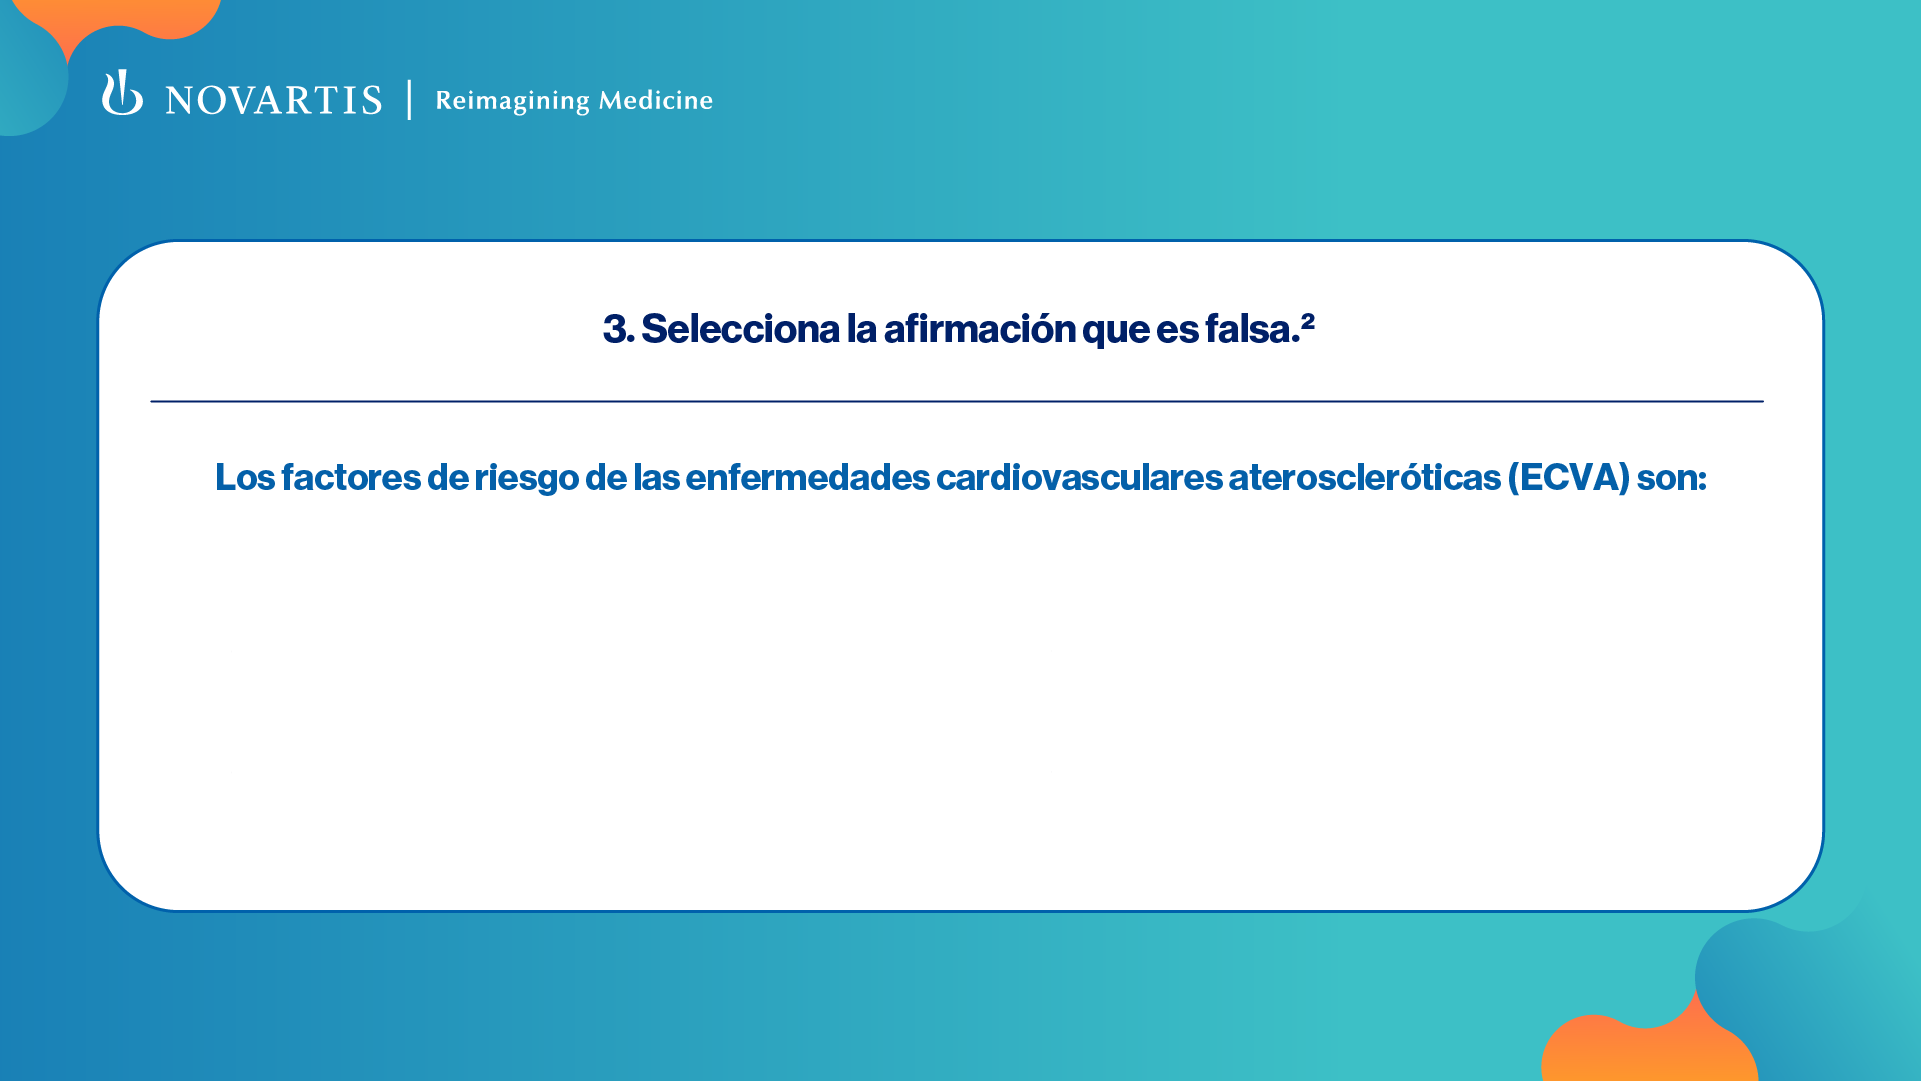 NOVARTIS | Reimagining Medicine
3. Selecciona la afirmación que es falsa.²
Los factores de riesgo de las enfermedades cardiovasculares ateroscleróticas (ECVA) son: